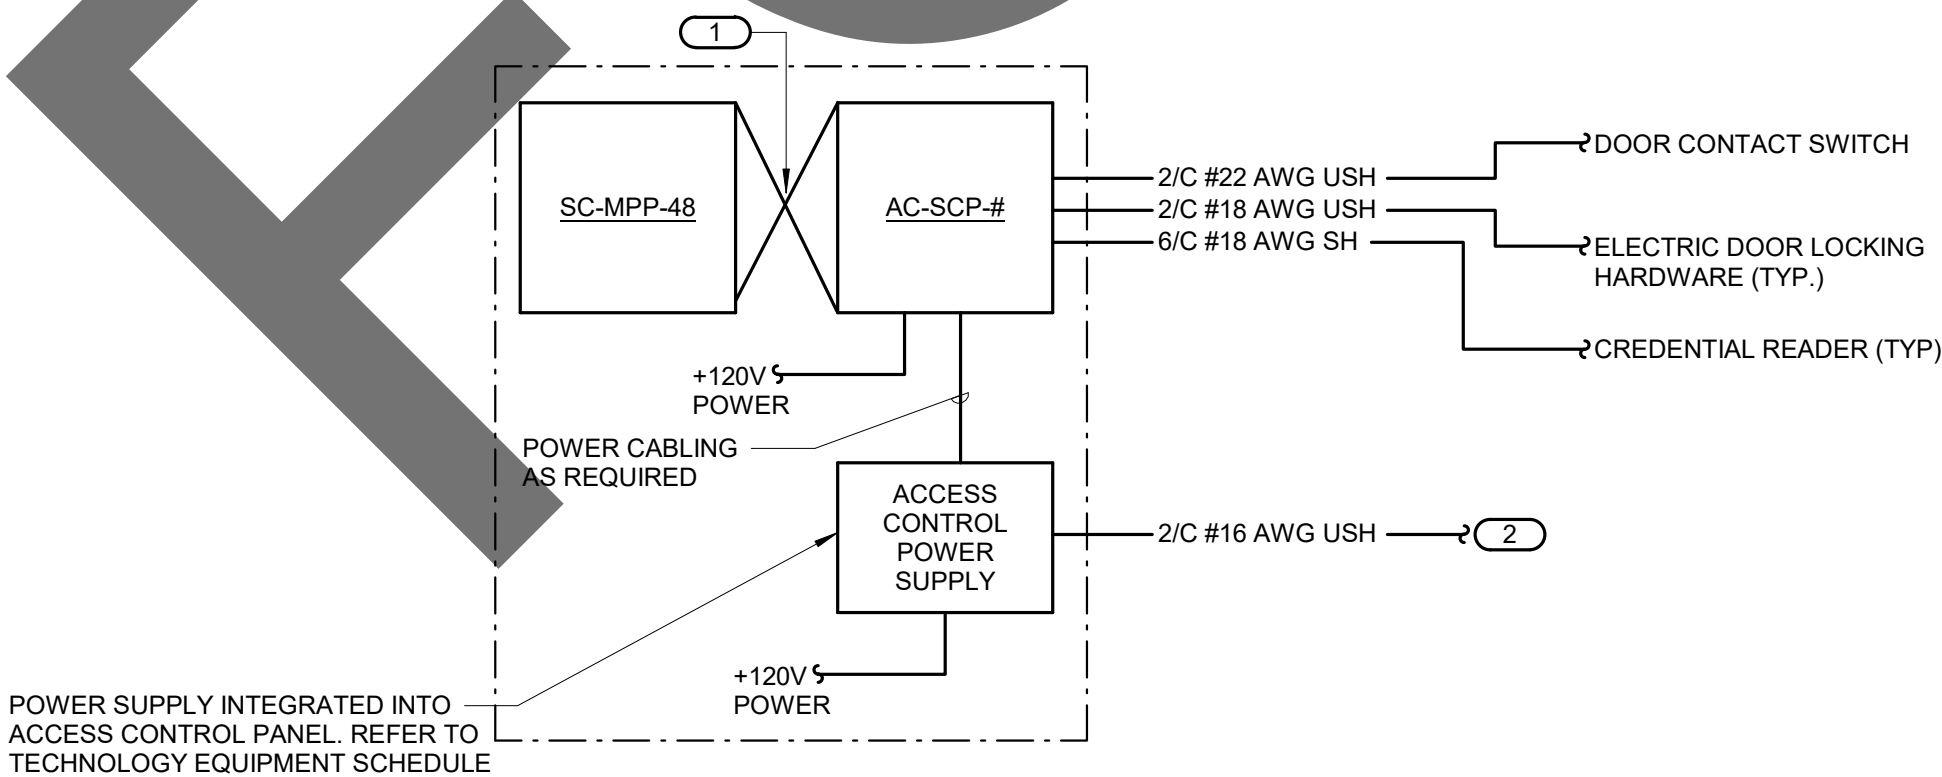 1
SC-MPP-48
AC-SCP-#
2/C #22 AWG USH
2/C #18 AWG USH
6/C #18 AWG SH
DOOR CONTACT SWITCH
ELECTRIC DOOR LOCKING
HARDWARE (TYP.)
CREDENTIAL READER (TYP)
+120V
POWER
POWER CABLING
AS REQUIRED
ACCESS
CONTROL
POWER
SUPPLY
2/C #16 AWG USH
2
+120V
POWER
POWER SUPPLY INTEGRATED INTO
ACCESS CONTROL PANEL. REFER TO
TECHNOLOGY EQUIPMENT SCHEDULE